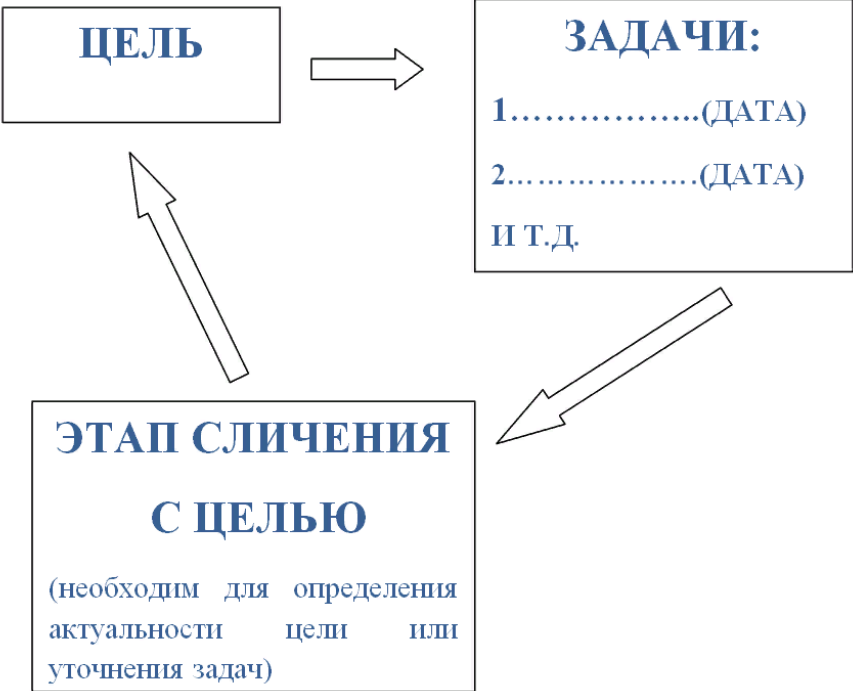 ЦЕЛЬ
ЗАДАЧИ:
1……………..(ДАТА)
2……………….(ДАТА)
И Т.Д.
ЭТАП СЛИЧЕНИЯ
С ЦЕЛЬЮ
(необходим для определения
актуальности цели или
уточнения задач)